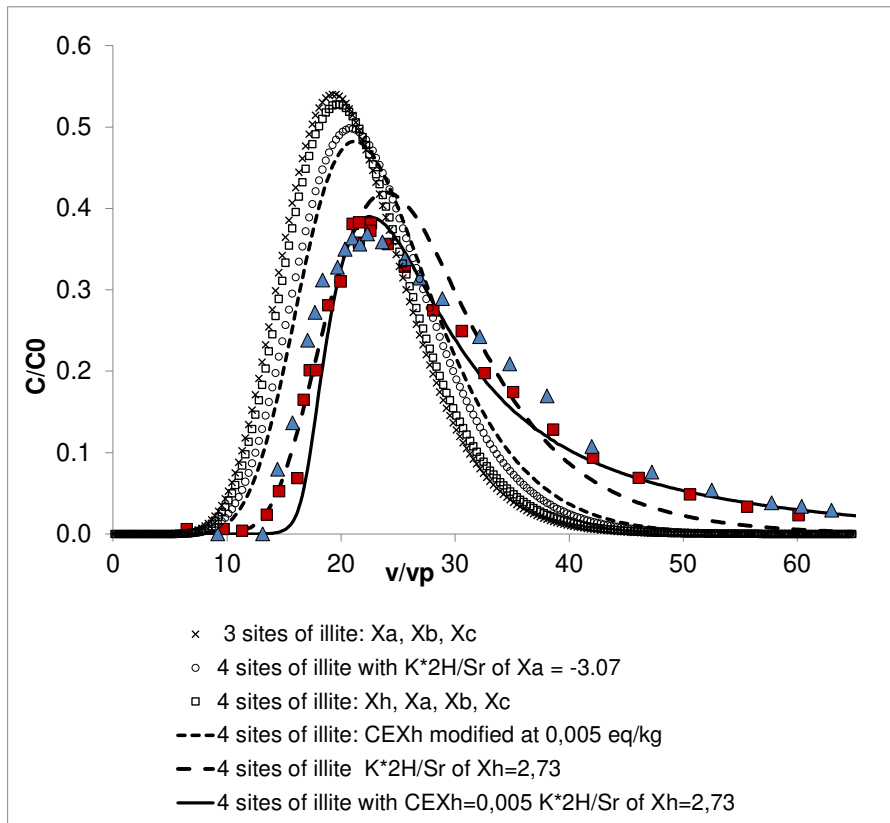 0.6
0.5
0.4
0.3
0.2
0.1
0.0
C/C0
0 10 20 30 40 50 60
v/vp
3 sites of illite: Xa, Xb, Xc
4 sites of illite with K*2H/Sr of Xa = -3.07
4 sites of illite: Xh, Xa, Xb, Xc
4 sites of illite: CEXh modified at 0,005 eq/kg
4 sites of illite K*2H/Sr of Xh=2,73
4 sites of illite with CEXh=0,005 K*2H/Sr of Xh=2,73